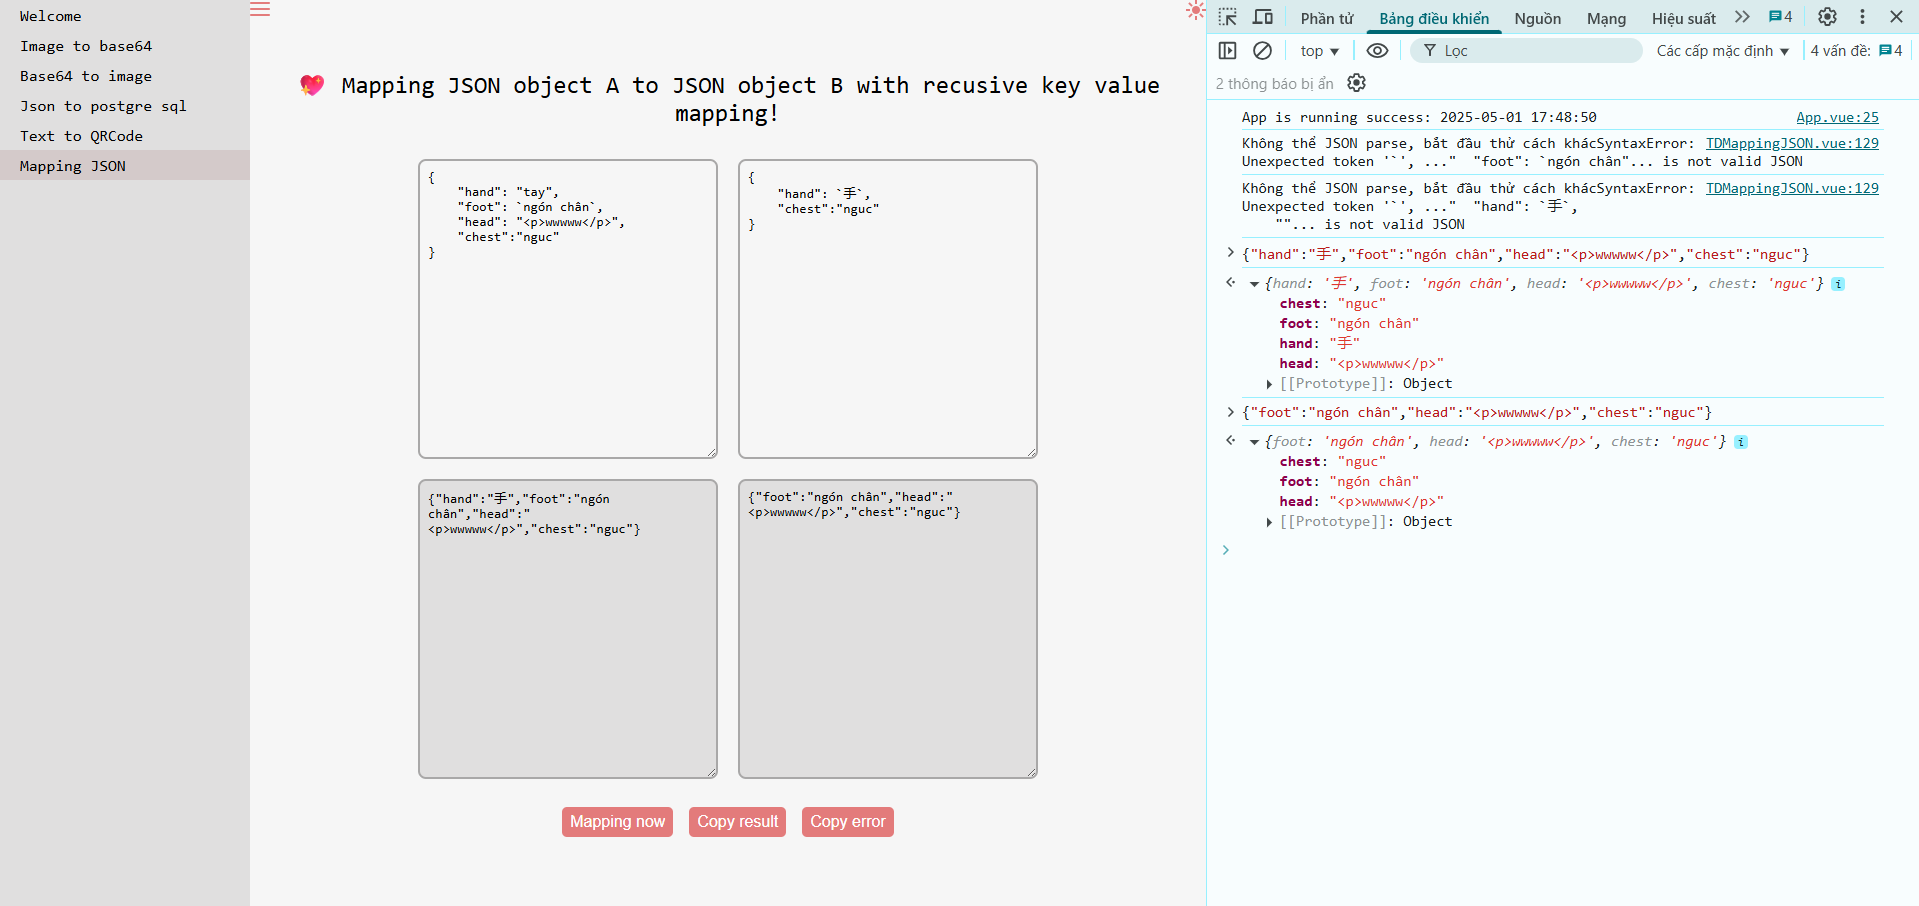 Welcome
Image to base64
Base64 to image
Json to postgre sql
Text to QRCode
Mapping JSON
💖 Mapping JSON object A to JSON object B with recusive key value
mapping!
{
    "hand": "tay",
    "foot": `ngón chân`,
    "head": "<p>wwwww</p>",
    "chest":"nguc"
}
{
    "hand": `手`,
    "chest":"nguc"
}
{"hand":"手","foot":"ngón
chân","head":"
<p>wwwww</p>","chest":"nguc"}
{"foot":"ngón chân","head":"
<p>wwwww</p>","chest":"nguc"}
Mapping now
Copy result
Copy error
Phần tử
Bảng điều khiển
Nguồn
Mạng
Hiệu suất
4
top
Lọc
Các cấp mặc định
4 vấn đề:
4
2 thông báo bị ẩn
App is running success: 2025-05-01 17:48:50
App.vue:25
Không thể JSON parse, bắt đầu thử cách khácSyntaxError:
TDMappingJSON.vue:129
Unexpected token '`', ..."  "foot": `ngón chân"... is not valid JSON
Không thể JSON parse, bắt đầu thử cách khácSyntaxError:
TDMappingJSON.vue:129
Unexpected token '`', ..."  "hand": `手`,
    ""... is not valid JSON
{"hand":"手","foot":"ngón chân","head":"<p>wwwww</p>","chest":"nguc"}
{hand: '手', foot: 'ngón chân', head: '<p>wwwww</p>', chest: 'nguc'}
chest: "nguc"
foot: "ngón chân"
hand: "手"
head: "<p>wwwww</p>"
[[Prototype]]: Object
{"foot":"ngón chân","head":"<p>wwwww</p>","chest":"nguc"}
{foot: 'ngón chân', head: '<p>wwwww</p>', chest: 'nguc'}
chest: "nguc"
foot: "ngón chân"
head: "<p>wwwww</p>"
[[Prototype]]: Object